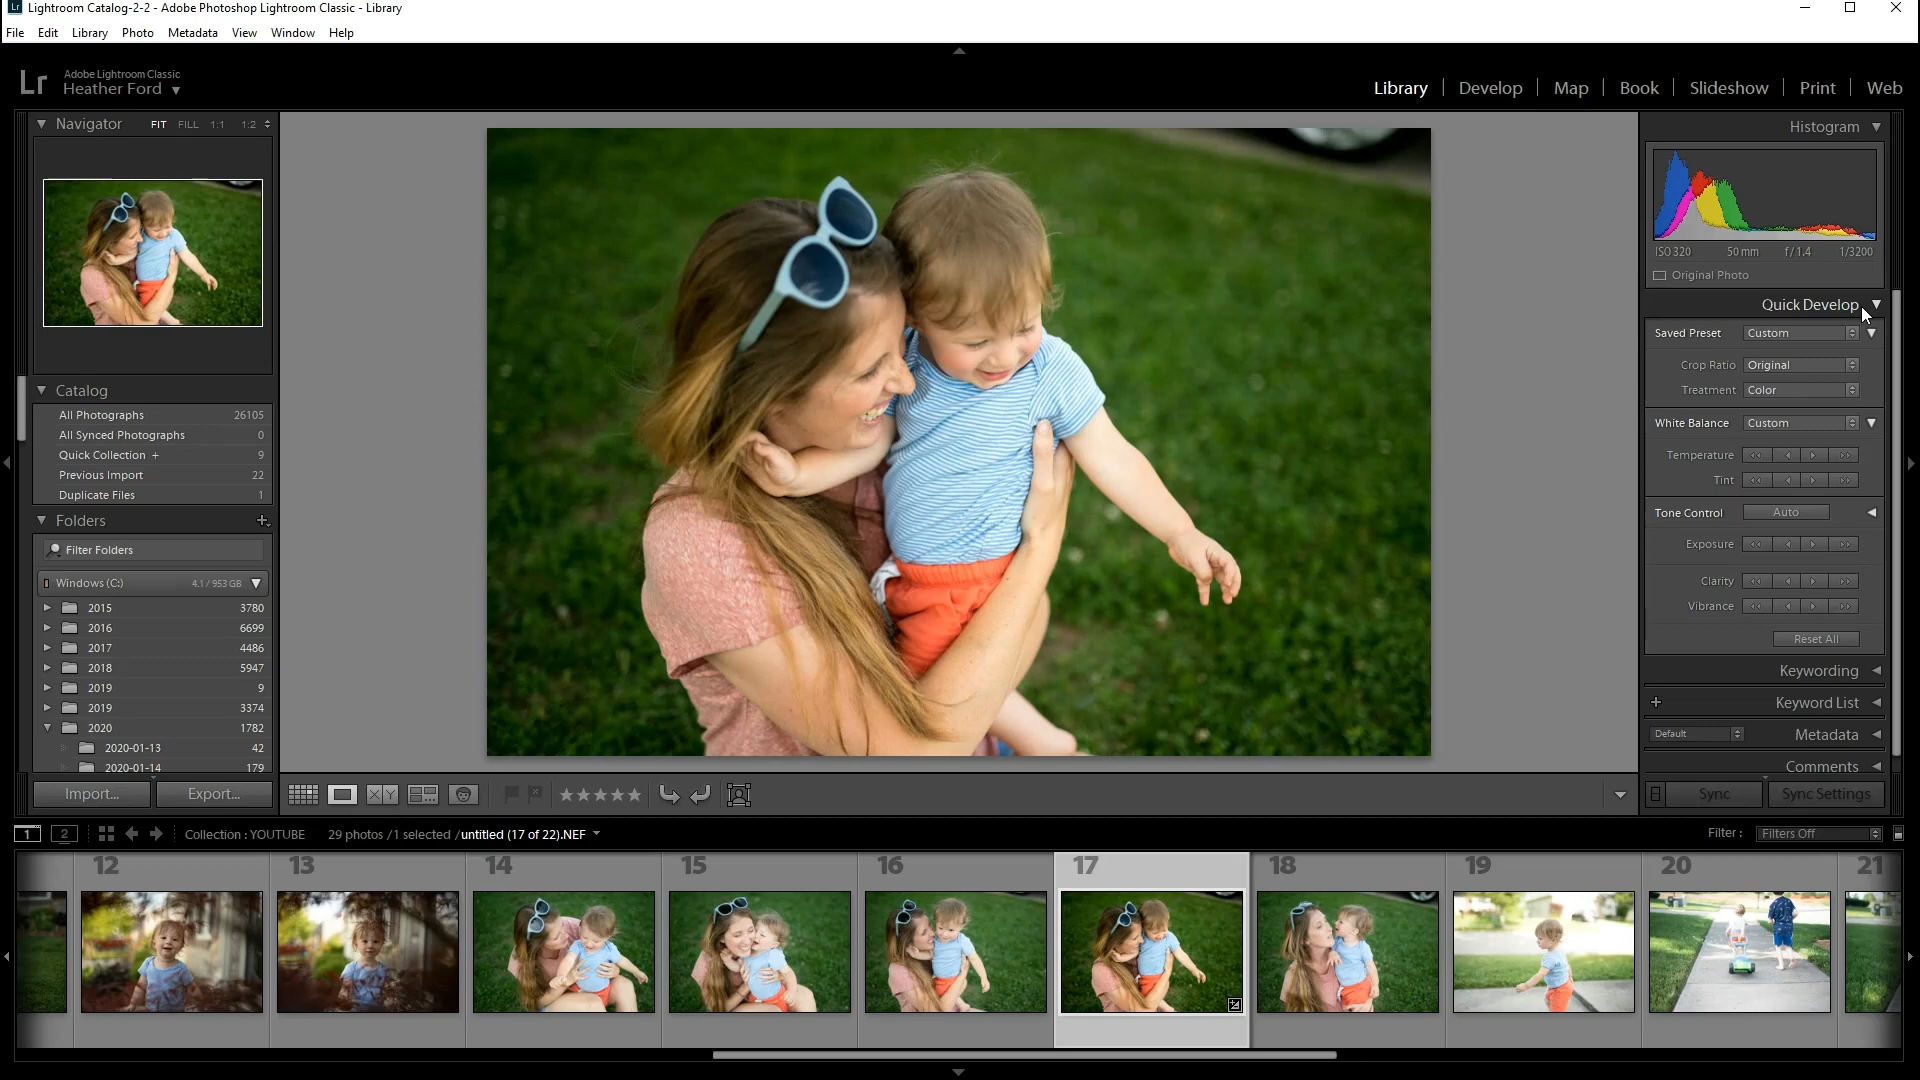 Lr Lightroom Catalog-2-2 - Adobe Photoshop Lightroom Classic - Library
File Edit Library Photo Metadata View Window Help
Lr Adobe Lightroom Classic
Heather Ford
Library Develop Map Book Slideshow Print Web
Navigator FIT FILL 1:1 1:2
Catalog
All Photographs 26105
All Synced Photographs 0
Quick Collection + 9
Previous Import 22
Duplicate Files 1
Folders +
Filter Folders
Windows (C:) 4.1 / 953 GB
2015 3780
2016 6699
2017 4486
2018 5947
2019 9
2019 3374
2020 1782
2020-01-13 42
2020-01-14 179
Import... Export...
Histogram
ISO 320 50 mm f / 1.4 1/3200
Original Photo
Quick Develop
Saved Preset Custom
Crop Ratio Original
Treatment Color
White Balance Custom
Temperature
Tint
Tone Control Auto
Exposure
Clarity
Vibrance
Reset All
Keywording
+ Keyword List
Default Metadata
Comments
Sync Sync Settings
X Y
1 2 Collection : YOUTUBE 29 photos / 1 selected / untitled (17 of 22).NEF Filter : Filters Off
12 13 14 15 16 17 18 19 20 21